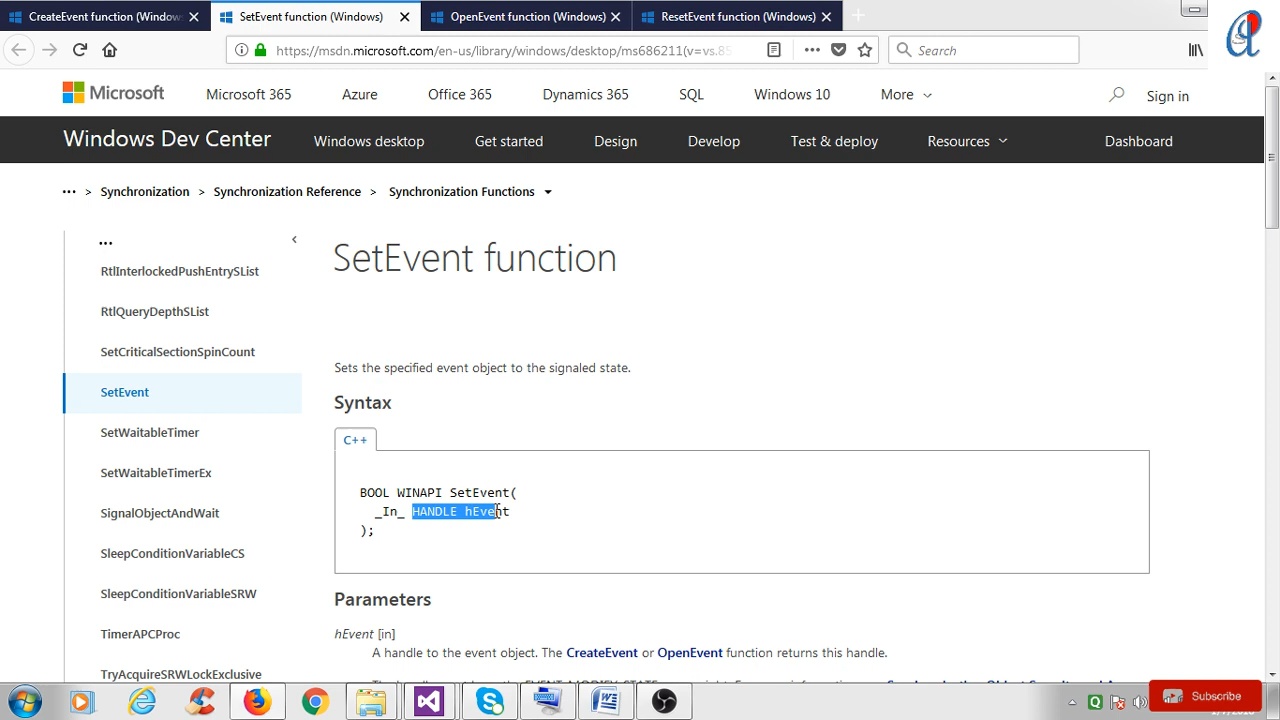 CreateEvent function (Windows
SetEvent function (Windows)
OpenEvent function (Windows)
ResetEvent function (Windows)
https://msdn.microsoft.com/en-us/library/windows/desktop/ms686211(v=vs.85
Search
Microsoft
Microsoft 365
Azure
Office 365
Dynamics 365
SQL
Windows 10
More
Sign in
Windows Dev Center
Windows desktop
Get started
Design
Develop
Test & deploy
Resources
Dashboard
••• > Synchronization > Synchronization Reference > Synchronization Functions
•••
RtlInterlockedPushEntrySList
RtlQueryDepthSList
SetCriticalSectionSpinCount
SetEvent
SetWaitableTimer
SetWaitableTimerEx
SignalObjectAndWait
SleepConditionVariableCS
SleepConditionVariableSRW
TimerAPCProc
TryAcquireSRWLockExclusive
SetEvent function
Sets the specified event object to the signaled state.
Syntax
C++
BOOL WINAPI SetEvent(
_In_ HANDLE hEvent
);
Parameters
hEvent [in]
A handle to the event object. The CreateEvent or OpenEvent function returns this handle.
Subscribe